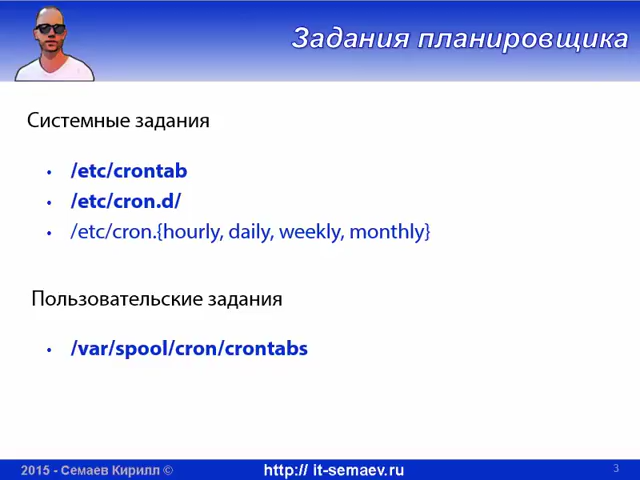 Задания планировщика
Системные задания
• /etc/crontab
• /etc/cron.d/
• /etc/cron.{hourly, daily, weekly, monthly}
Пользовательские задания
• /var/spool/cron/crontabs
2015 - Семаев Кирилл © http:// it-semaev.ru 3